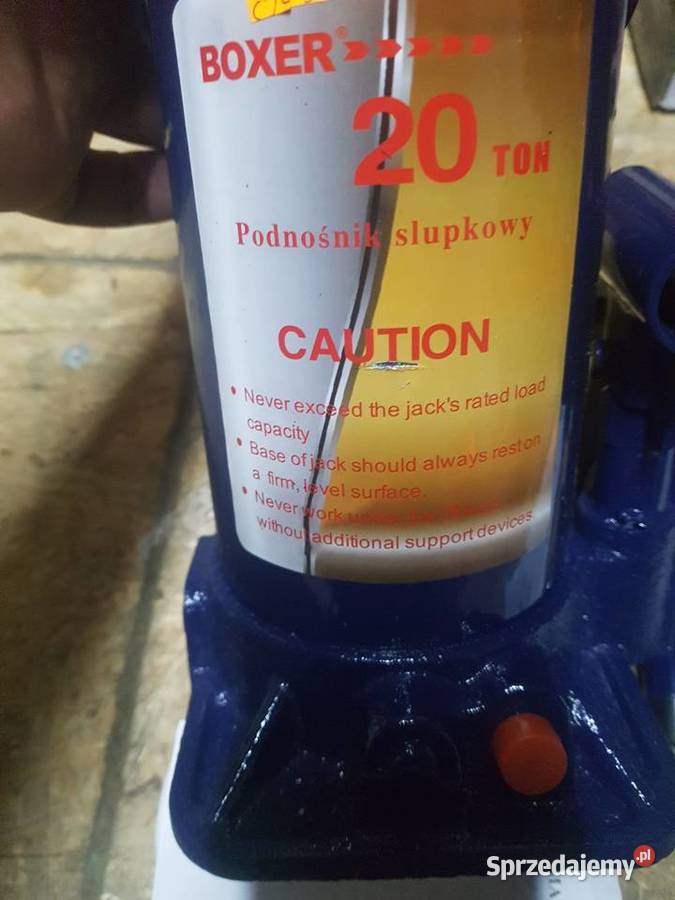 BOXER®
20 TON
Podnośnik slupkowy
CAUTION
• Never exceed the jack's rated load
capacity
• Base of jack should always rest on
a firm, level surface.
• Never work under
without additional support devices
Sprzedajemy.pl